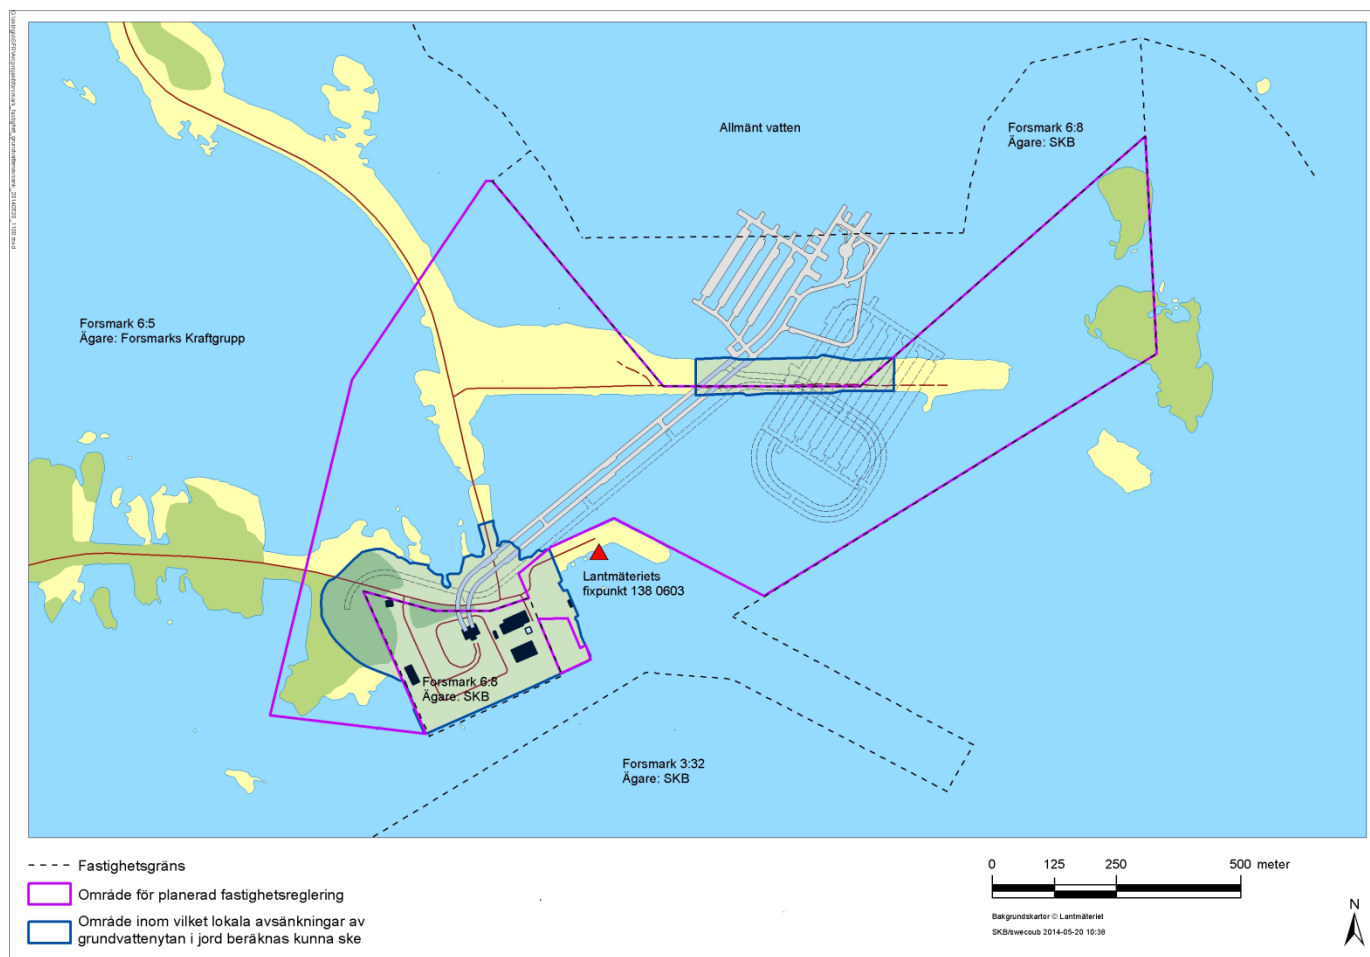 Allmänt vatten
Forsmark 6:8
Ägare: SKB
Forsmark 6:5
Ägare: Forsmarks Kraftgrupp
Lantmäteriets
fixpunkt 138 0603
Forsmark 6:8
Ägare: SKB
Forsmark 3:32
Ägare: SKB
Fastighetsgräns
Område för planerad fastighetsreglering
Område inom vilket lokala avsänkningar av
grundvattenytan i jord beräknas kunna ske
0 125 250 500 meter
Bakgrundskartor © Lantmäteriet
SKB/swecoub 2014-05-20 10:38
N